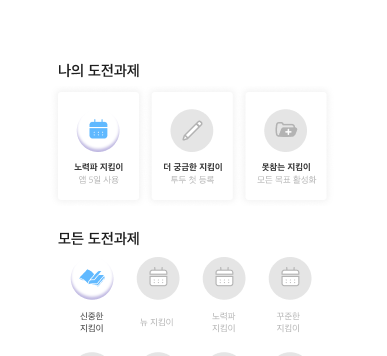 나의 도전과제
노력파 지킴이
앱 5일 사용
더 궁금한 지킴이
투두 첫 등록
못참는 지킴이
모든 목표 활성화
모든 도전과제
신중한
지킴이
뉴 지킴이
노력파
지킴이
꾸준한
지킴이